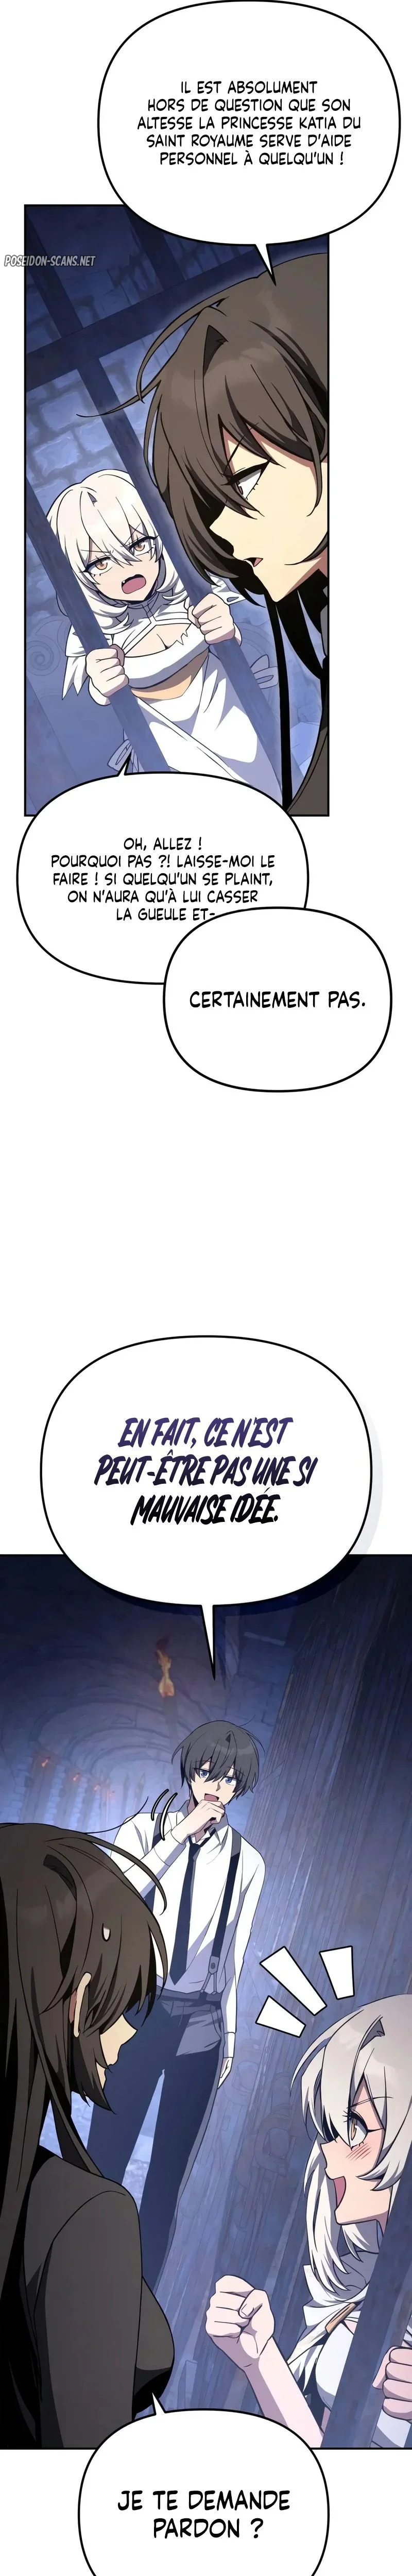 IL EST ABSOLUMENT
HORS DE QUESTION QUE SON
ALTESSE LA PRINCESSE KATIA DU
SAINT ROYAUME SERVE D'AIDE
PERSONNEL À QUELQU'UN !
POSEIDON-SCANS.NET
OH, ALLEZ !
POURQUOI PAS ?! LAISSE-MOI LE
FAIRE ! SI QUELQU'UN SE PLAINT,
ON N'AURA QU'À LUI CASSER
LA GUEULE ET-
CERTAINEMENT PAS.
EN FAIT, CE N'EST
PEUT-ÊTRE PAS UNE SI
MAUVAISE IDÉE.
JE TE DEMANDE
PARDON ?